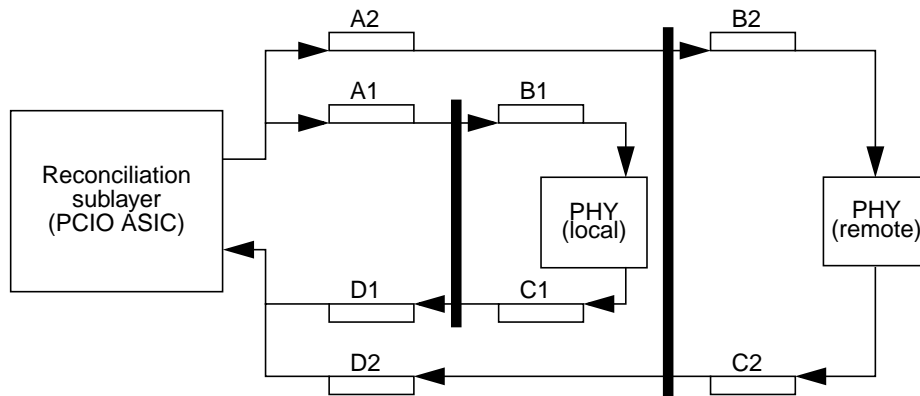 A2
B2
A1
B1
Reconciliation
sublayer
(PCIO ASIC)
PHY
(local)
PHY
(remote)
D1
C1
D2
C2